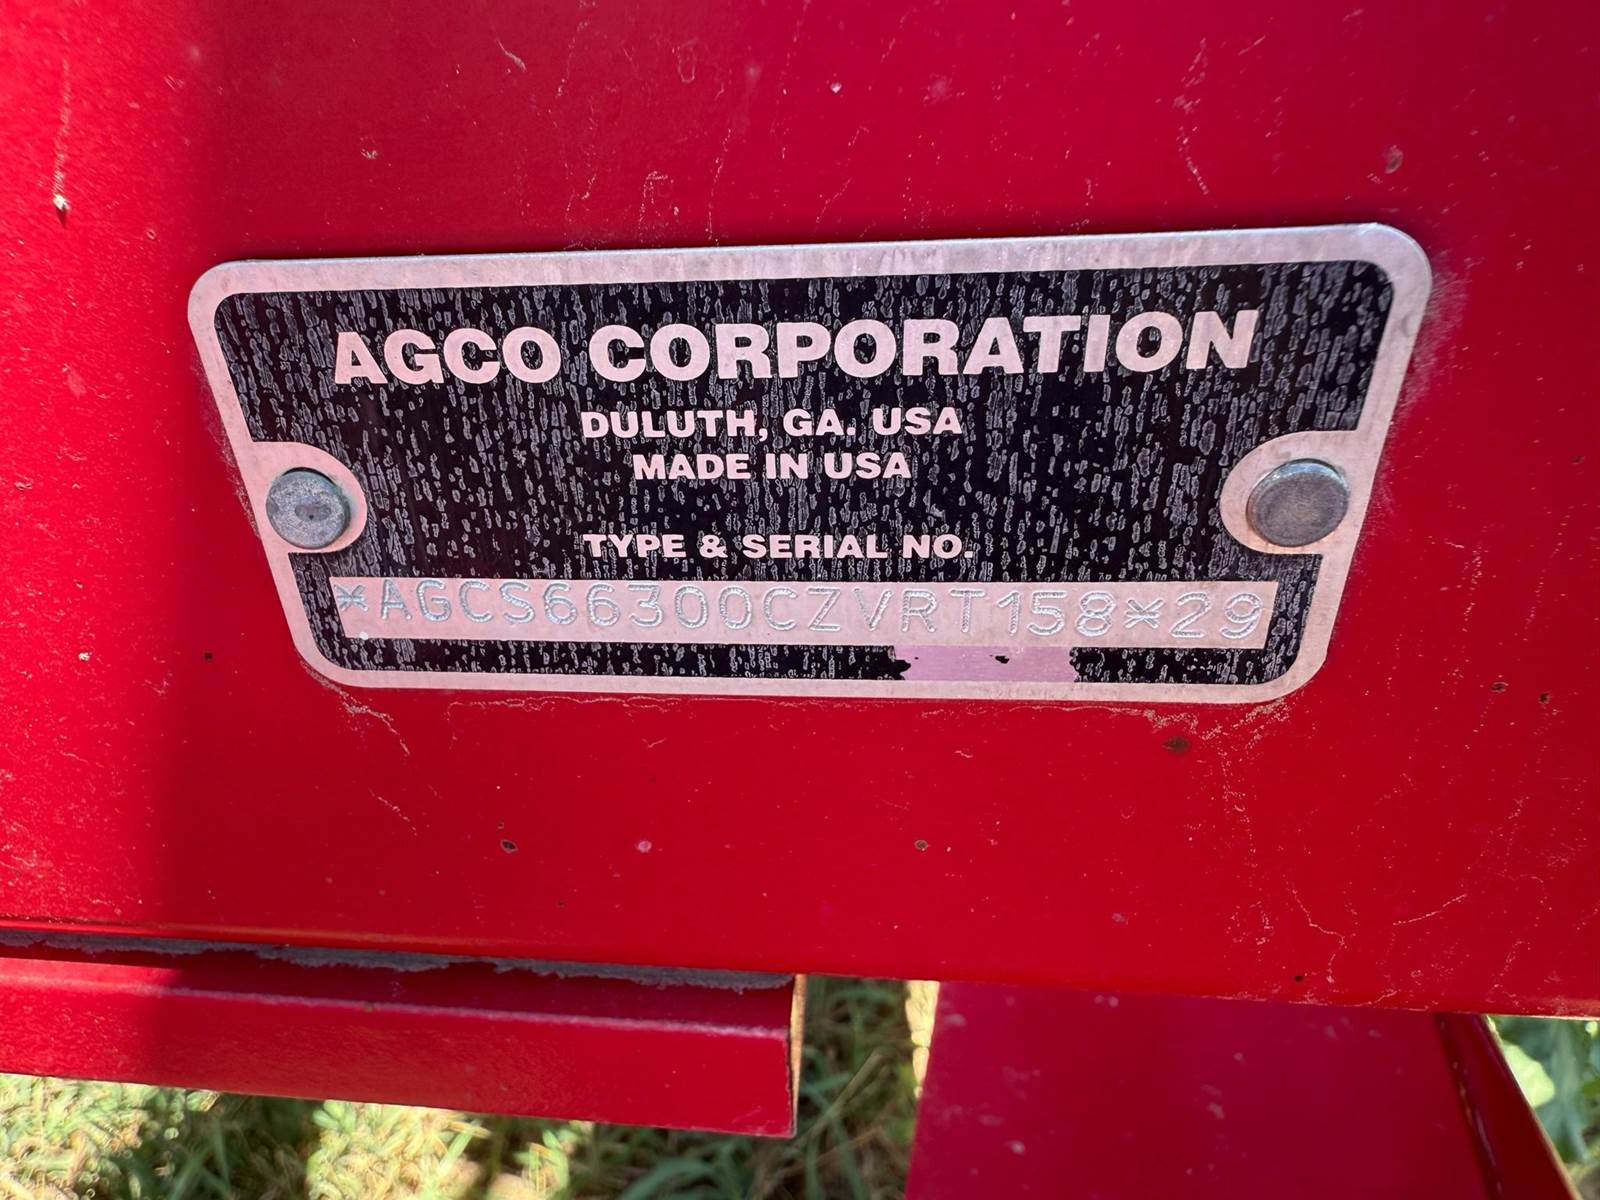 AGCO CORPORATION
DULUTH, GA. USA
MADE IN USA
TYPE & SERIAL NO.
*AGCS66300CZVRT158*29